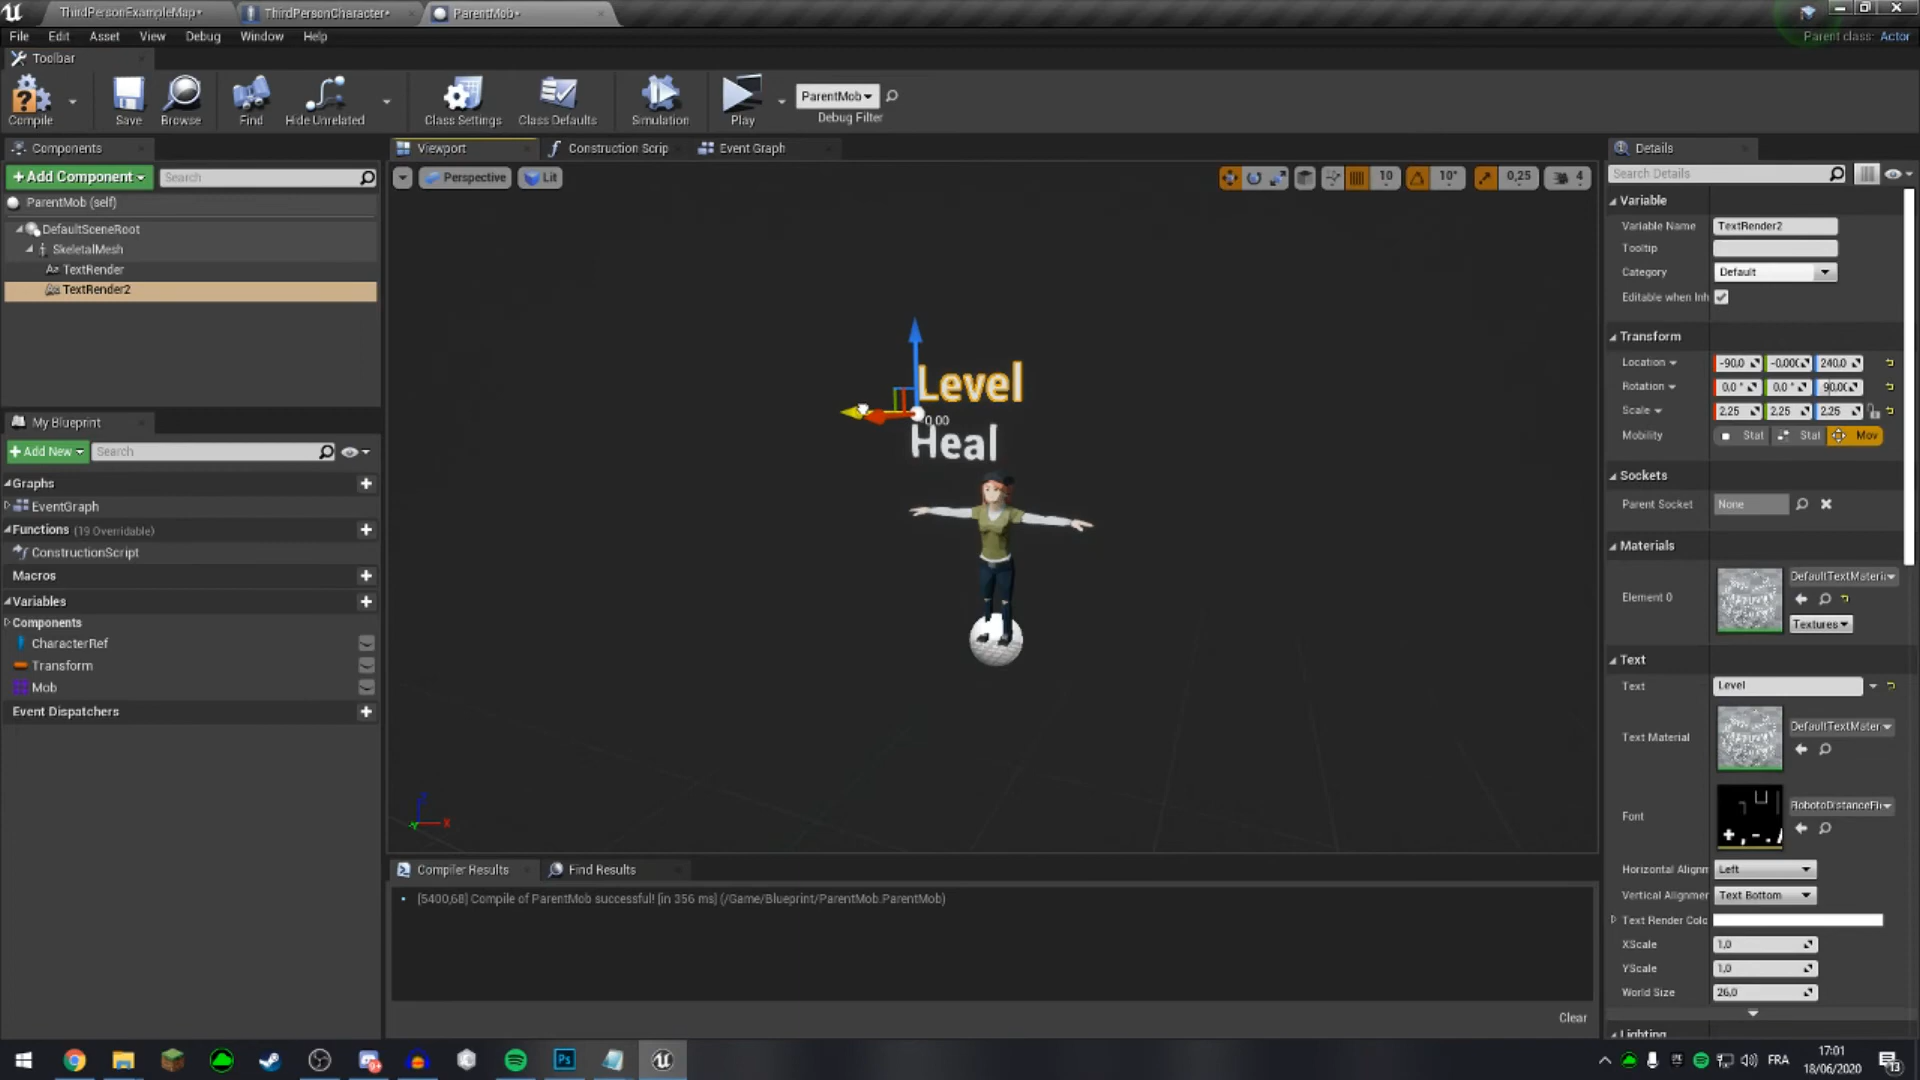 ThirdPersonExampleMap*
ThirdPersonCharacter*
ParentMob*
File Edit Asset View Debug Window Help
Parent class: Actor
Toolbar
Compile
Save
Browse
Find
Hide Unrelated
Class Settings
Class Defaults
Simulation
Play
ParentMob
Debug Filter
Components
+ Add Component
Search
ParentMob (self)
DefaultSceneRoot
SkeletalMesh
TextRender
TextRender2
My Blueprint
+ Add New
Search
Graphs
EventGraph
Functions (19 Overridable)
ConstructionScript
Macros
Variables
Components
CharacterRef
Transform
Mob
Event Dispatchers
Viewport
Construction Scrip
Event Graph
Perspective
Lit
10
10°
0,25
4
Level
0,00
Heal
Z
Y
X
Compiler Results
Find Results
[5400,68] Compile of ParentMob successful! [in 356 ms] (/Game/Blueprint/ParentMob.ParentMob)
Clear
Details
Search Details
Variable
Variable Name TextRender2
Tooltip
Category Default
Editable when Inh
Transform
Location -90,0 -0,000 240,0
Rotation 0,0 ° 0,0 ° 90,0
Scale 2,25 2,25 2,25
Mobility Stat Stat Mov
Sockets
Parent Socket None
Materials
Element 0
DefaultTextMateri
Textures
Text
Text Level
Text Material
DefaultTextMater
Font
RobotoDistanceFi
Horizontal Alignm Left
Vertical Alignmer Text Bottom
Text Render Colo
XScale 1,0
YScale 1,0
World Size 26,0
Lighting
Ps
FRA
17:01
18/06/2020
13